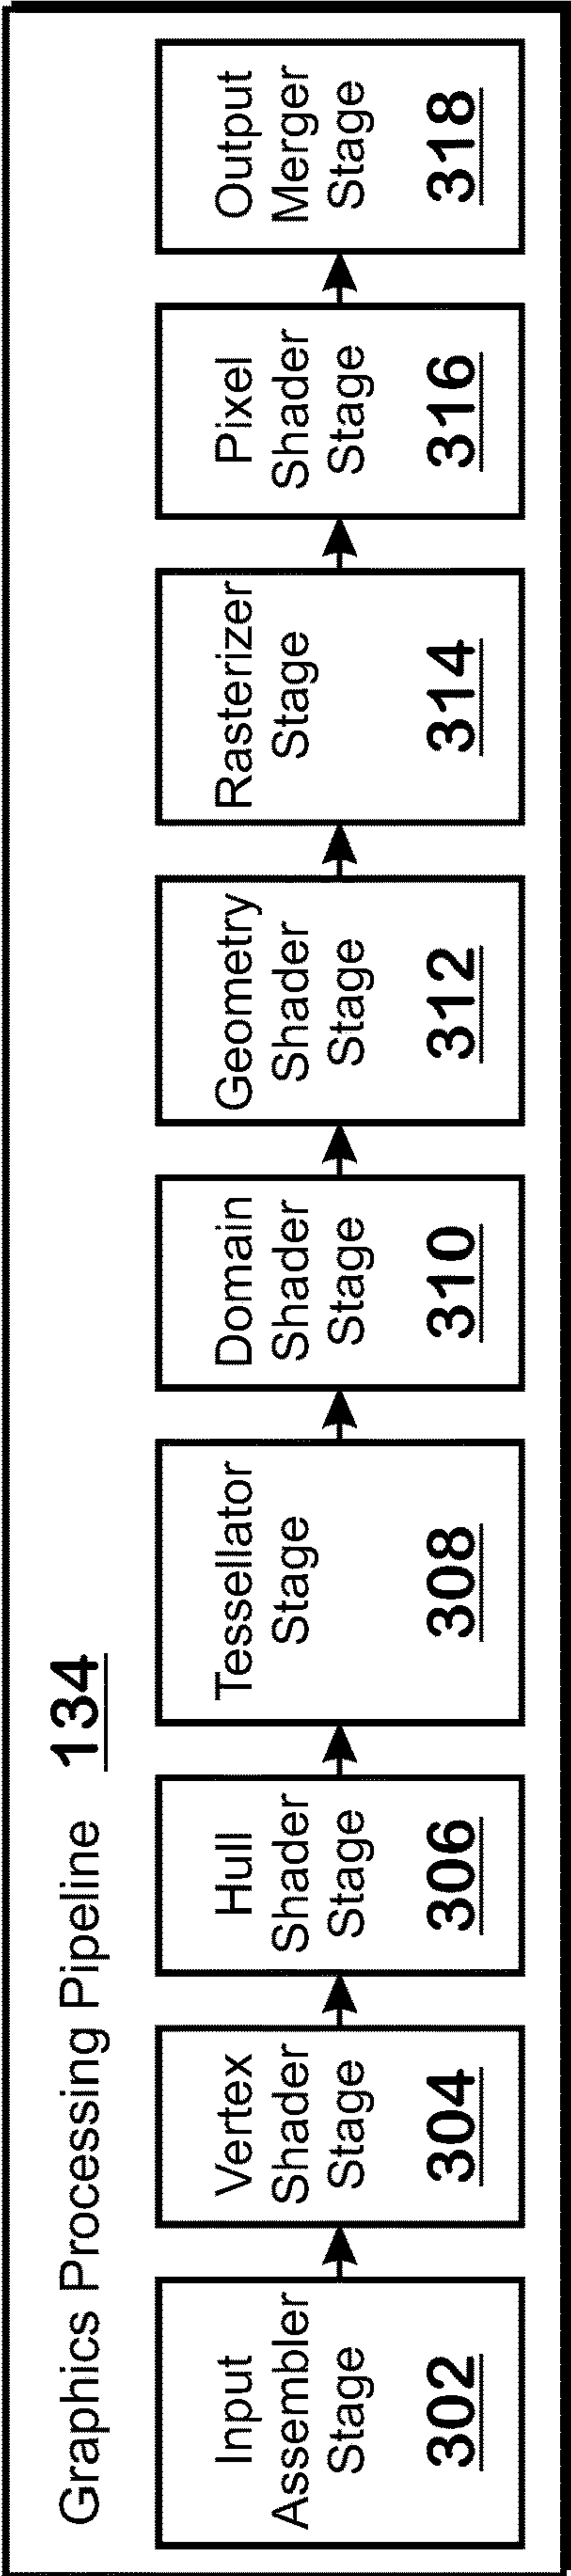 Graphics Processing Pipeline 134
Input
Assembler
Stage
302
Vertex
Shader
Stage
304
Hull
Shader
Stage
306
Tessellator
Stage
308
Domain
Shader
Stage
310
Geometry
Shader
Stage
312
Rasterizer
Stage
314
Pixel
Shader
Stage
316
Output
Merger
Stage
318